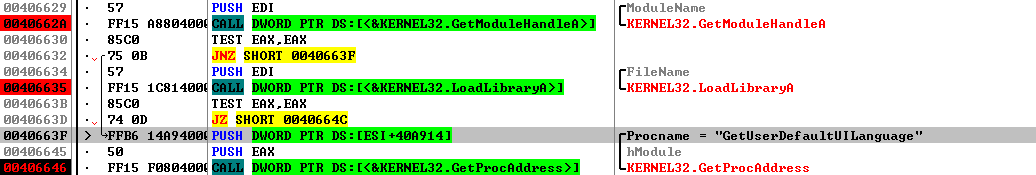 00406629 · 57 PUSH EDI ModuleName
0040662A · FF15 A8804000 CALL DWORD PTR DS:[<&KERNEL32.GetModuleHandleA>] KERNEL32.GetModuleHandleA
00406630 · 85C0 TEST EAX,EAX
00406632 · 75 0B JNZ SHORT 0040663F
00406634 · 57 PUSH EDI FileName
00406635 · FF15 1C814000 CALL DWORD PTR DS:[<&KERNEL32.LoadLibraryA>] KERNEL32.LoadLibraryA
0040663B · 85C0 TEST EAX,EAX
0040663D · 74 0D JZ SHORT 0040664C
0040663F > FFB6 14A94000 PUSH DWORD PTR DS:[ESI+40A914] Procname = "GetUserDefaultUILanguage"
00406645 · 50 PUSH EAX hModule
00406646 · FF15 F0804000 CALL DWORD PTR DS:[<&KERNEL32.GetProcAddress>] KERNEL32.GetProcAddress